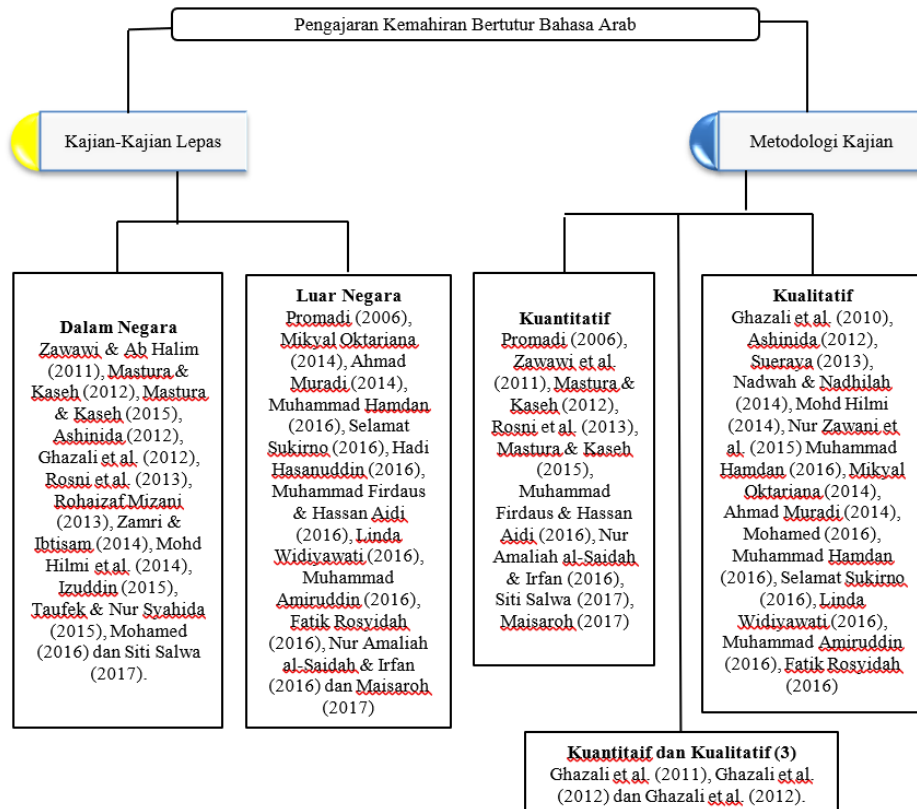 Pengajaran Kemahiran Bertutur Bahasa Arab
Kajian-Kajian Lepas
Metodologi Kajian
Dalam Negara
Zawawi & Ab Halim
(2011), Mastura &
Kaseh (2012), Mastura
& Kaseh (2015),
Ashinida (2012),
Ghazali et al. (2012),
Rosni et al. (2013),
Rohaizaf Mizani
(2013), Zamri &
Ibtisam (2014), Mohd
Hilmi et al. (2014),
Izuddin (2015),
Taufek & Nur Syahida
(2015), Mohamed
(2016) dan Siti Salwa
(2017).
Luar Negara
Promadi (2006),
Mikyal Oktariana
(2014), Ahmad
Muradi (2014),
Muhammad Hamdan
(2016), Selamat
Sukirno (2016), Hadi
Hasanuddin (2016),
Muhammad Firdaus
& Hassan Aidi
(2016), Linda
Widiyawati (2016),
Muhammad
Amiruddin (2016),
Fatik Rosyidah
(2016), Nur Amaliah
al-Saidah & Irfan
(2016) dan Maisaroh
(2017)
Kuantitatif
Promadi (2006),
Zawawi et al.
(2011), Mastura &
Kaseh (2012),
Rosni et al. (2013),
Mastura & Kaseh
(2015),
Muhammad
Firdaus & Hassan
Aidi (2016), Nur
Amaliah al-Saidah
& Irfan (2016),
Siti Salwa (2017),
Maisaroh (2017)
Kualitatif
Ghazali et al. (2010),
Ashinida (2012),
Sueraya (2013),
Nadwah & Nadhilah
(2014), Mohd Hilmi
(2014), Nur Zawani et
al. (2015) Muhammad
Hamdan (2016), Mikyal
Oktariana (2014),
Ahmad Muradi (2014),
Mohamed (2016),
Muhammad Hamdan
(2016), Selamat Sukirno
(2016), Linda
Widiyawati (2016),
Muhammad Amiruddin
(2016), Fatik Rosyidah
(2016)
Kuantitaif dan Kualitatif (3)
Ghazali et al. (2011), Ghazali et al.
(2012) dan Ghazali et al. (2012).